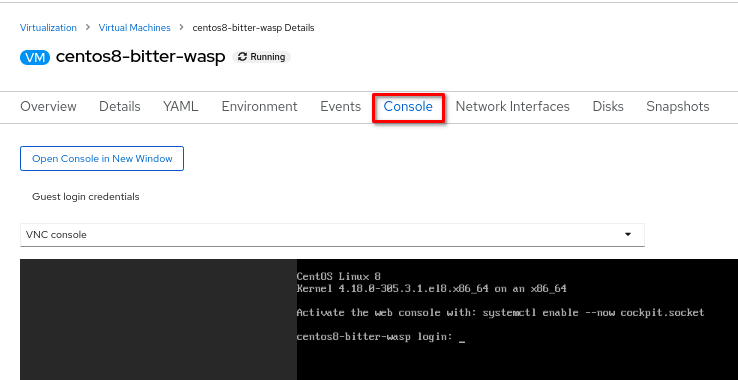 Virtualization > Virtual Machines > centos8-bitter-wasp Details
VM centos8-bitter-wasp Running
Overview Details YAML Environment Events Console Network Interfaces Disks Snapshots
Open Console in New Window
Guest login credentials
VNC console
CentOS Linux 8
Kernel 4.18.0-305.3.1.el8.x86_64 on an x86_64
Activate the web console with: systemctl enable --now cockpit.socket
centos8-bitter-wasp login: _